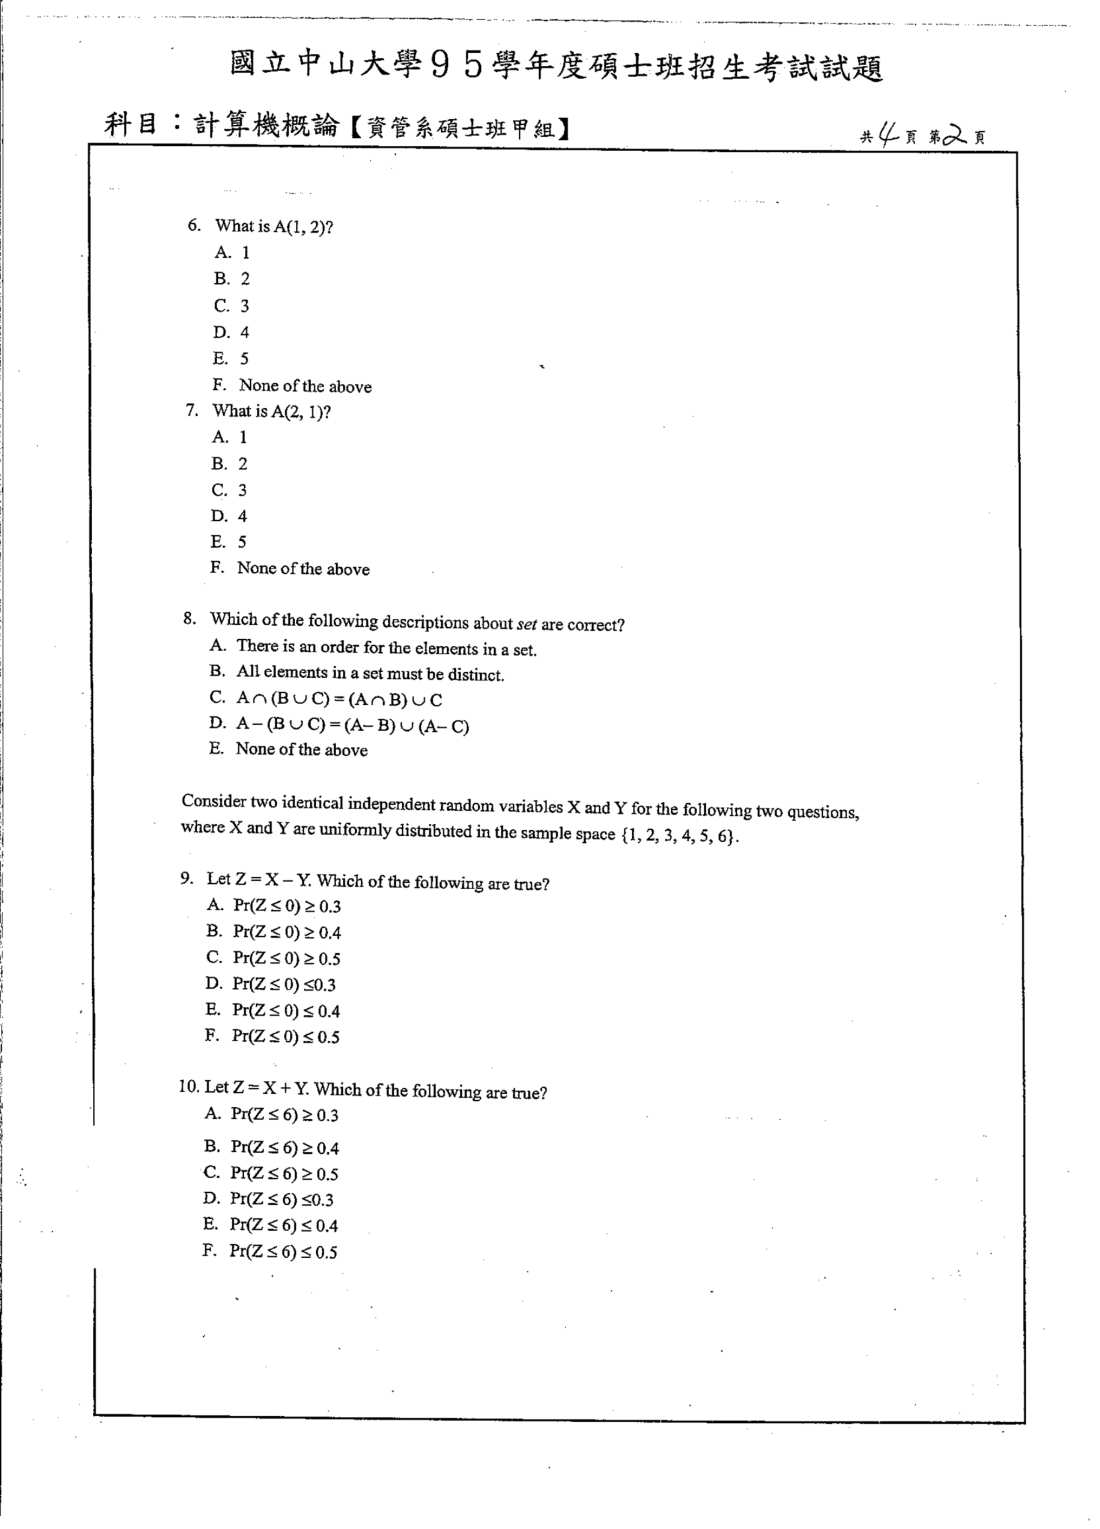 國立中山大學95學年度碩士班招生考試試題
科目：計算機概論【資管系碩士班甲組】
共4頁 第2頁
6. What is A(1, 2)?
A. 1
B. 2
C. 3
D. 4
E. 5
F. None of the above
7. What is A(2, 1)?
A. 1
B. 2
C. 3
D. 4
E. 5
F. None of the above
8. Which of the following descriptions about set are correct?
A. There is an order for the elements in a set.
B. All elements in a set must be distinct.
C. A∩(B∪C)=(A∩B)∪C
D. A−(B∪C)=(A−B)∪(A−C)
E. None of the above
Consider two identical independent random variables X and Y for the following two questions,
where X and Y are uniformly distributed in the sample space {1, 2, 3, 4, 5, 6}.
9. Let Z = X − Y. Which of the following are true?
A. Pr(Z ≤ 0) ≥ 0.3
B. Pr(Z ≤ 0) ≥ 0.4
C. Pr(Z ≤ 0) ≥ 0.5
D. Pr(Z ≤ 0) ≤0.3
E. Pr(Z ≤ 0) ≤ 0.4
F. Pr(Z ≤ 0) ≤ 0.5
10. Let Z = X + Y. Which of the following are true?
A. Pr(Z ≤ 6) ≥ 0.3
B. Pr(Z ≤ 6) ≥ 0.4
C. Pr(Z ≤ 6) ≥ 0.5
D. Pr(Z ≤ 6) ≤0.3
E. Pr(Z ≤ 6) ≤ 0.4
F. Pr(Z ≤ 6) ≤ 0.5